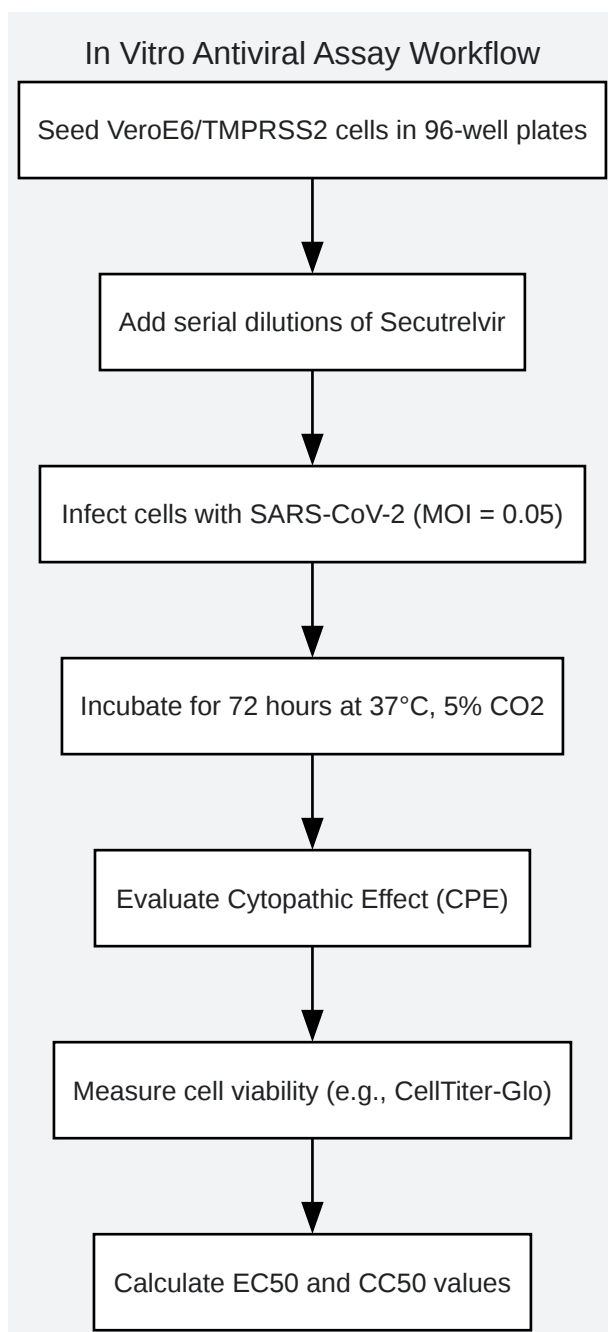 In Vitro Antiviral Assay Workflow
Seed VeroE6/TMPRSS2 cells in 96-well plates
Add serial dilutions of Secutrelvir
Infect cells with SARS-CoV-2 (MOI = 0.05)
Incubate for 72 hours at 37°C, 5% CO2
Evaluate Cytopathic Effect (CPE)
Measure cell viability (e.g., CellTiter-Glo)
Calculate EC50 and CC50 values